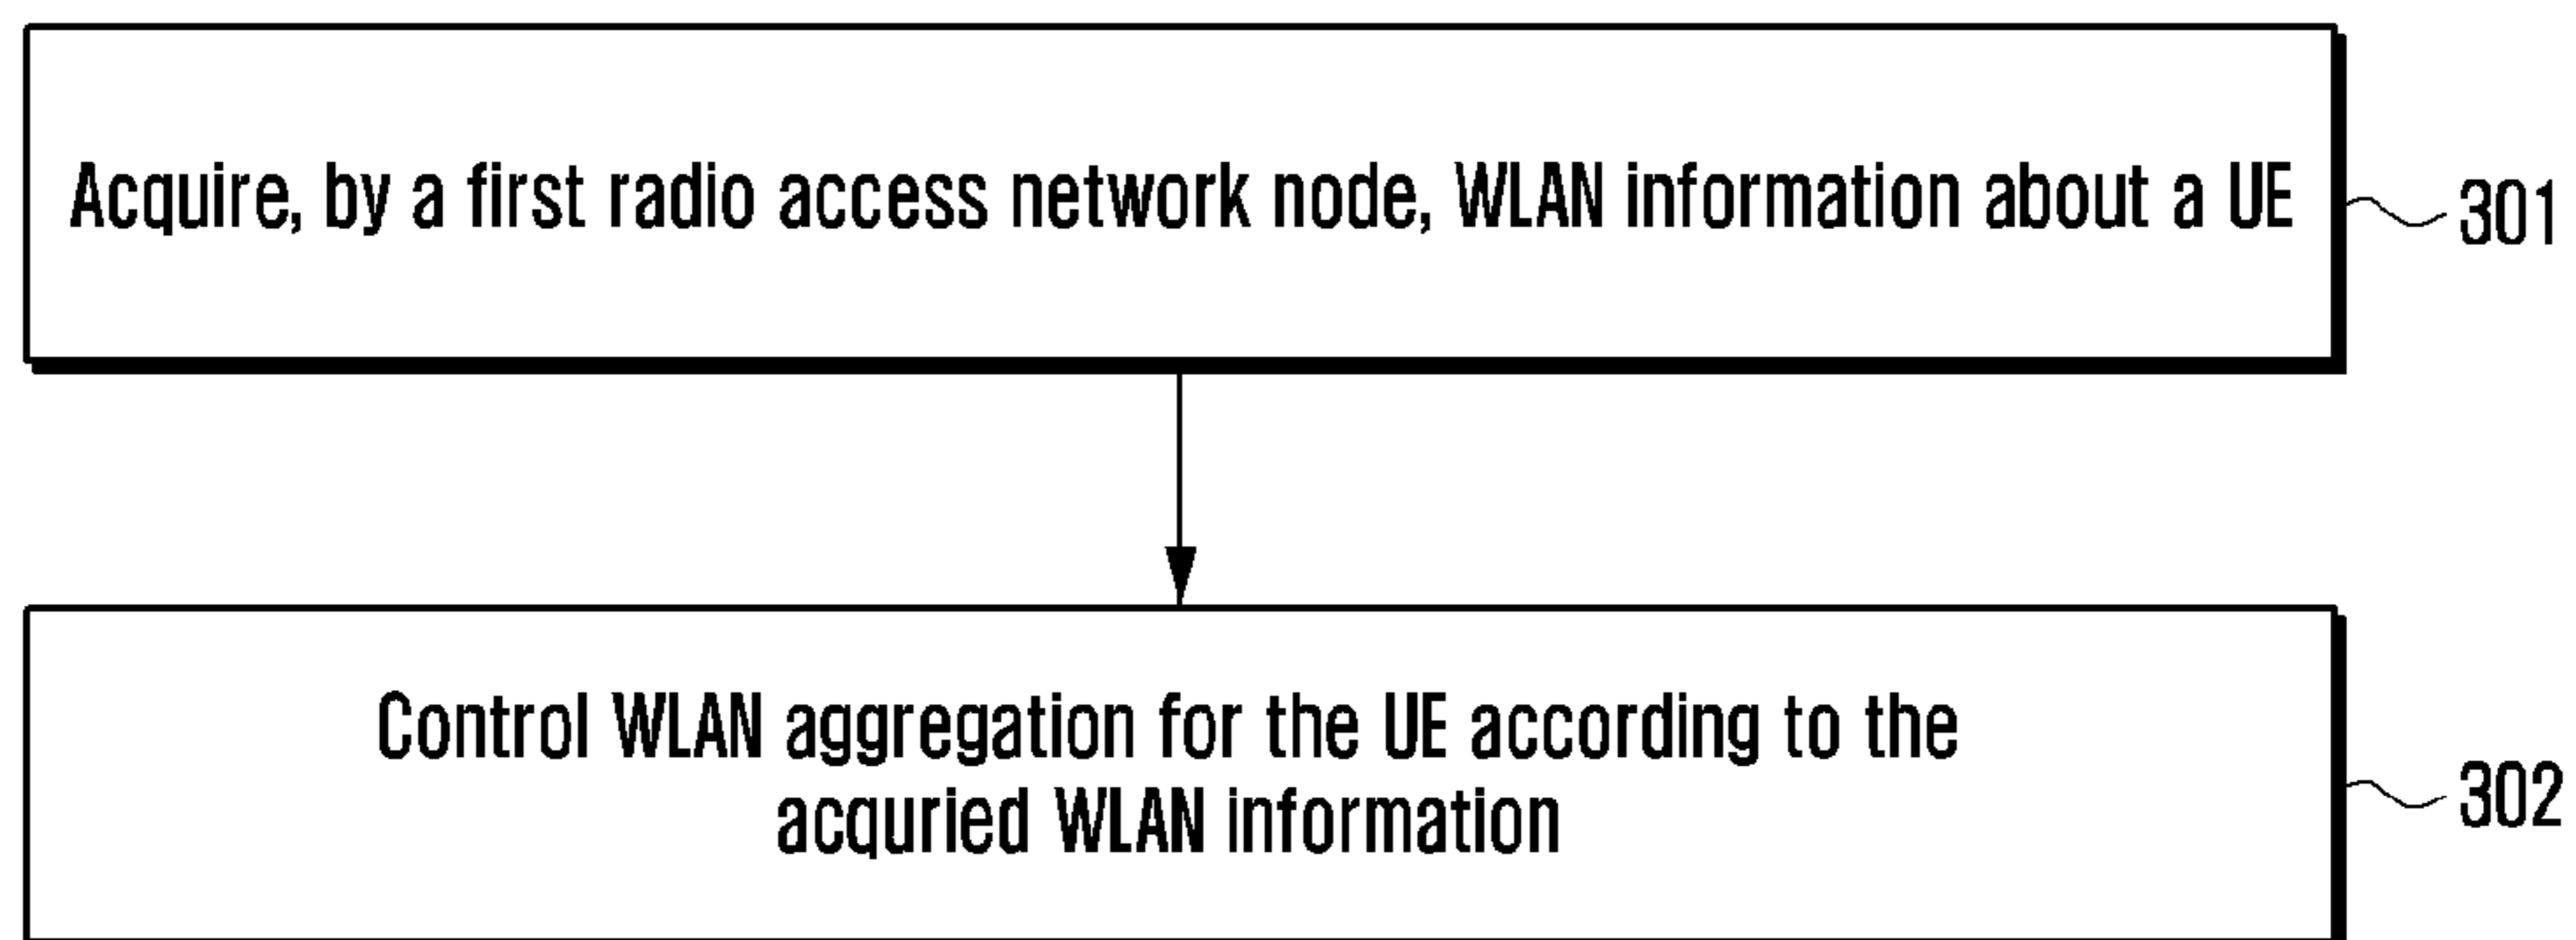 Acquire, by a first radio access network node, WLAN information about a UE
301
Control WLAN aggregation for the UE according to the
acquried WLAN information
302